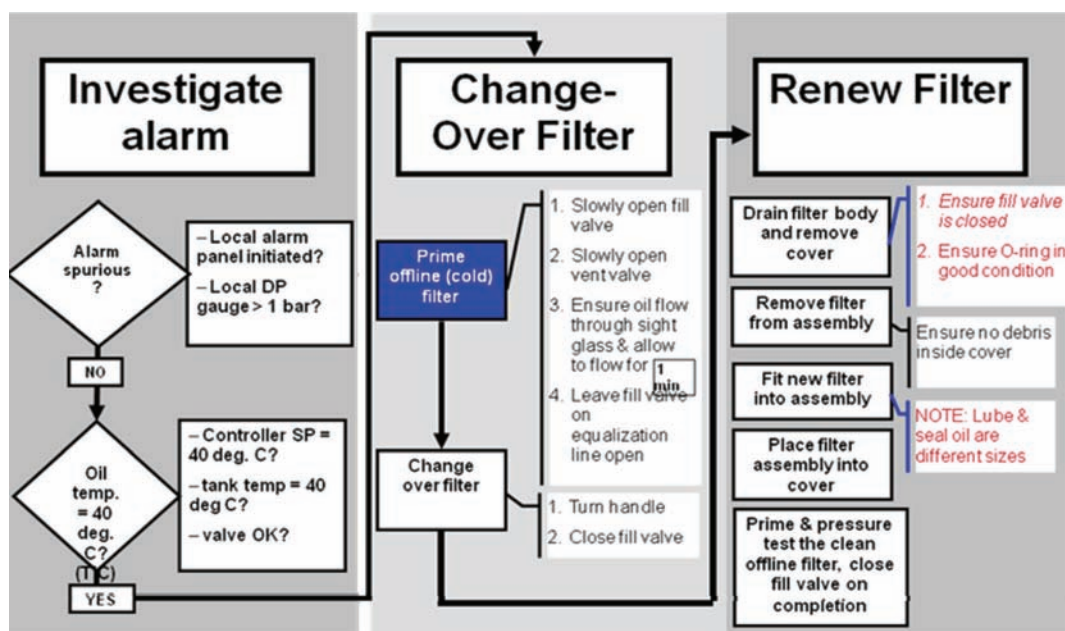 Investigate
alarm
Alarm
spurious
?
– Local alarm
panel initiated?
– Local DP
gauge > 1 bar?
NO
Oil
temp.
= 40
deg.
C?
(TIC)
– Controller SP =
40 deg. C?
– tank temp = 40
deg C?
– valve OK?
YES
Change-
Over Filter
Prime
offline (cold)
filter
1. Slowly open fill
valve
2. Slowly open
vent valve
3. Ensure oil flow
through sight
glass & allow
to flow for 1
min
4. Leave fill valve
on
equalization
line open
Change
over filter
1. Turn handle
2. Close fill valve
Renew Filter
Drain filter body
and remove
cover
1. Ensure fill valve
is closed
2. Ensure O-ring in
good condition
Remove filter
from assembly
Ensure no debris
inside cover
Fit new filter
into assembly
NOTE: Lube &
seal oil are
different sizes
Place filter
assembly into
cover
Prime & pressure
test the clean
offline filter, close
fill valve on
completion